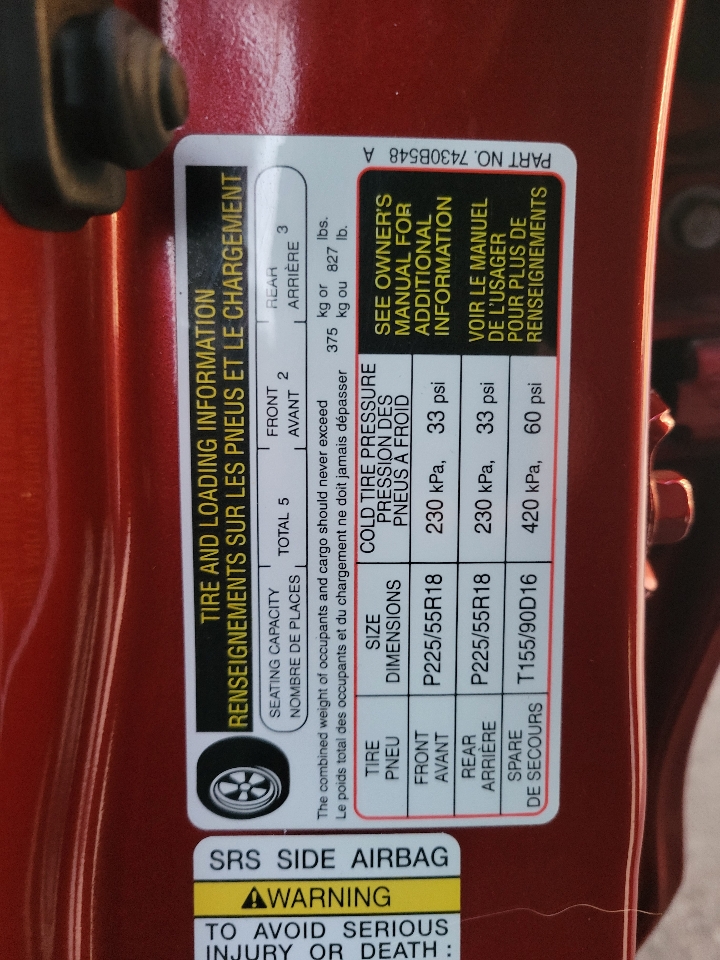 TIRE AND LOADING INFORMATION
RENSEIGNEMENTS SUR LES PNEUS ET LE CHARGEMENT
SEATING CAPACITY
NOMBRE DE PLACES
TOTAL 5
FRONT
AVANT 2
REAR
ARRIÈRE 3
The combined weight of occupants and cargo should never exceed 375 kg or 827 lbs.
Le poids total des occupants et du chargement ne doit jamais dépasser kg ou lb.
TIRE
PNEU
SIZE
DIMENSIONS
COLD TIRE PRESSURE
PRESSION DES
PNEUS À FROID
FRONT
AVANT
P225/55R18
230 kPa, 33 psi
REAR
ARRIÈRE
P225/55R18
230 kPa, 33 psi
SPARE
DE SECOURS
T155/90D16
420 kPa, 60 psi
SEE OWNER'S
MANUAL FOR
ADDITIONAL
INFORMATION
VOIR LE MANUEL
DE L'USAGER
POUR PLUS DE
RENSEIGNEMENTS
PART NO. 7430B548 A
SRS SIDE AIRBAG
⚠WARNING
TO AVOID SERIOUS
INJURY OR DEATH :